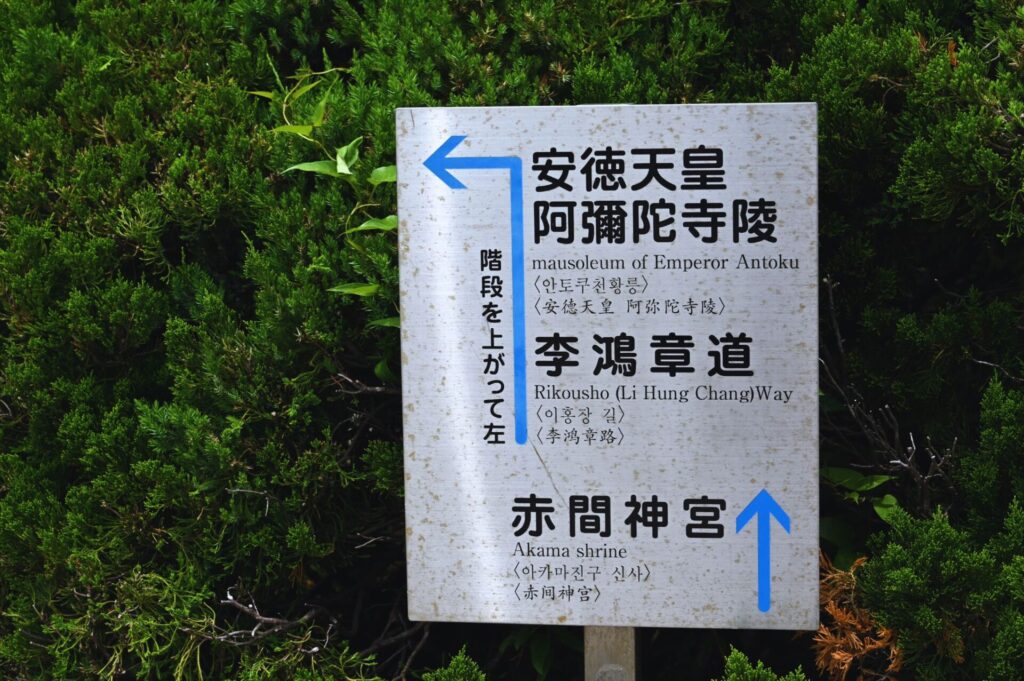 安徳天皇
阿彌陀寺陵
mausoleum of Emperor Antoku
〈안토쿠천황릉〉
〈安徳天皇 阿弥陀寺陵〉
階段を上がって左
李鴻章道
Rikousho (Li Hung Chang)Way
〈이홍장 길〉
〈李鸿章路〉
赤間神宮
Akama shrine
〈아카마진구 신사〉
〈赤间神宫〉